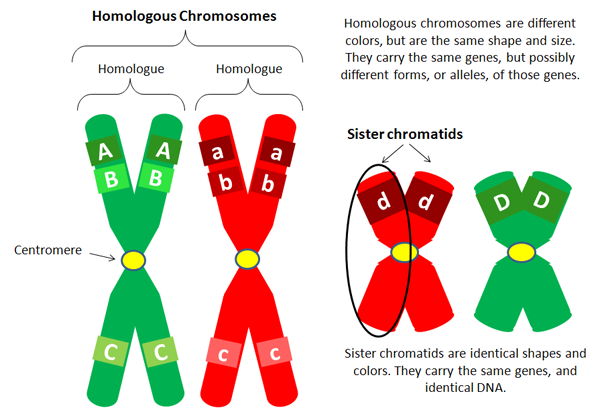 Homologous Chromosomes
Homologue
Homologue
A A
B B
a a
b b
Centromere
C C
c c
Homologous chromosomes are different
colors, but are the same shape and size.
They carry the same genes, but possibly
different forms, or alleles, of those genes.
Sister chromatids
d d
D D
Sister chromatids are identical shapes and
colors. They carry the same genes, and
identical DNA.